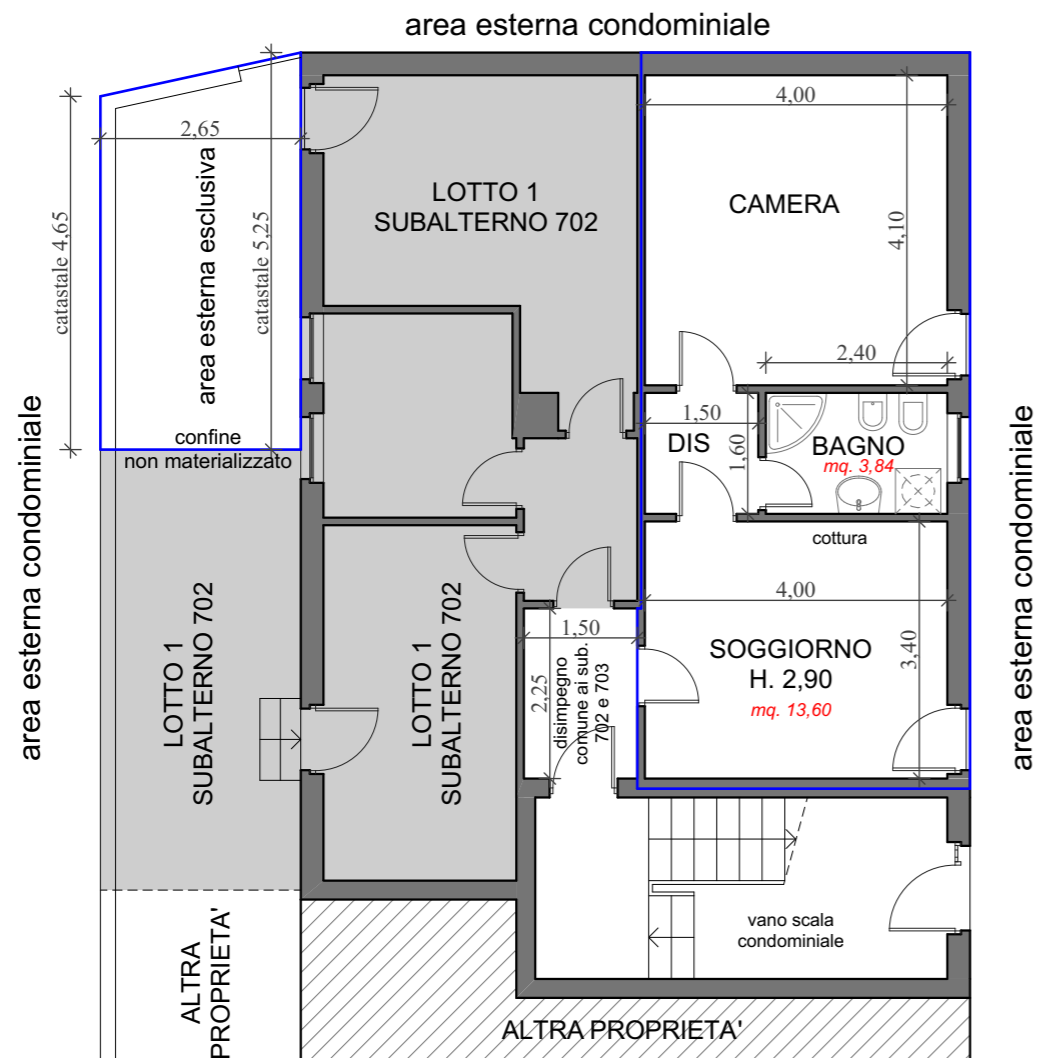 area esterna condominiale
2,65
catastale 4,65
area esterna esclusiva
catastale 5,25
confine
non materializzato
area esterna condominiale
LOTTO 1
SUBALTERNO 702
4,00
CAMERA
4,10
2,40
1,50
DIS
1,60
BAGNO
mq. 3,84
cottura
4,00
SOGGIORNO
H. 2,90
mq. 13,60
3,40
area esterna condominiale
LOTTO 1
SUBALTERNO 702
LOTTO 1
SUBALTERNO 702
1,50
2,25
disimpegno
comune ai sub.
702 e 703
vano scala
condominiale
ALTRA
PROPRIETA'
ALTRA PROPRIETA'